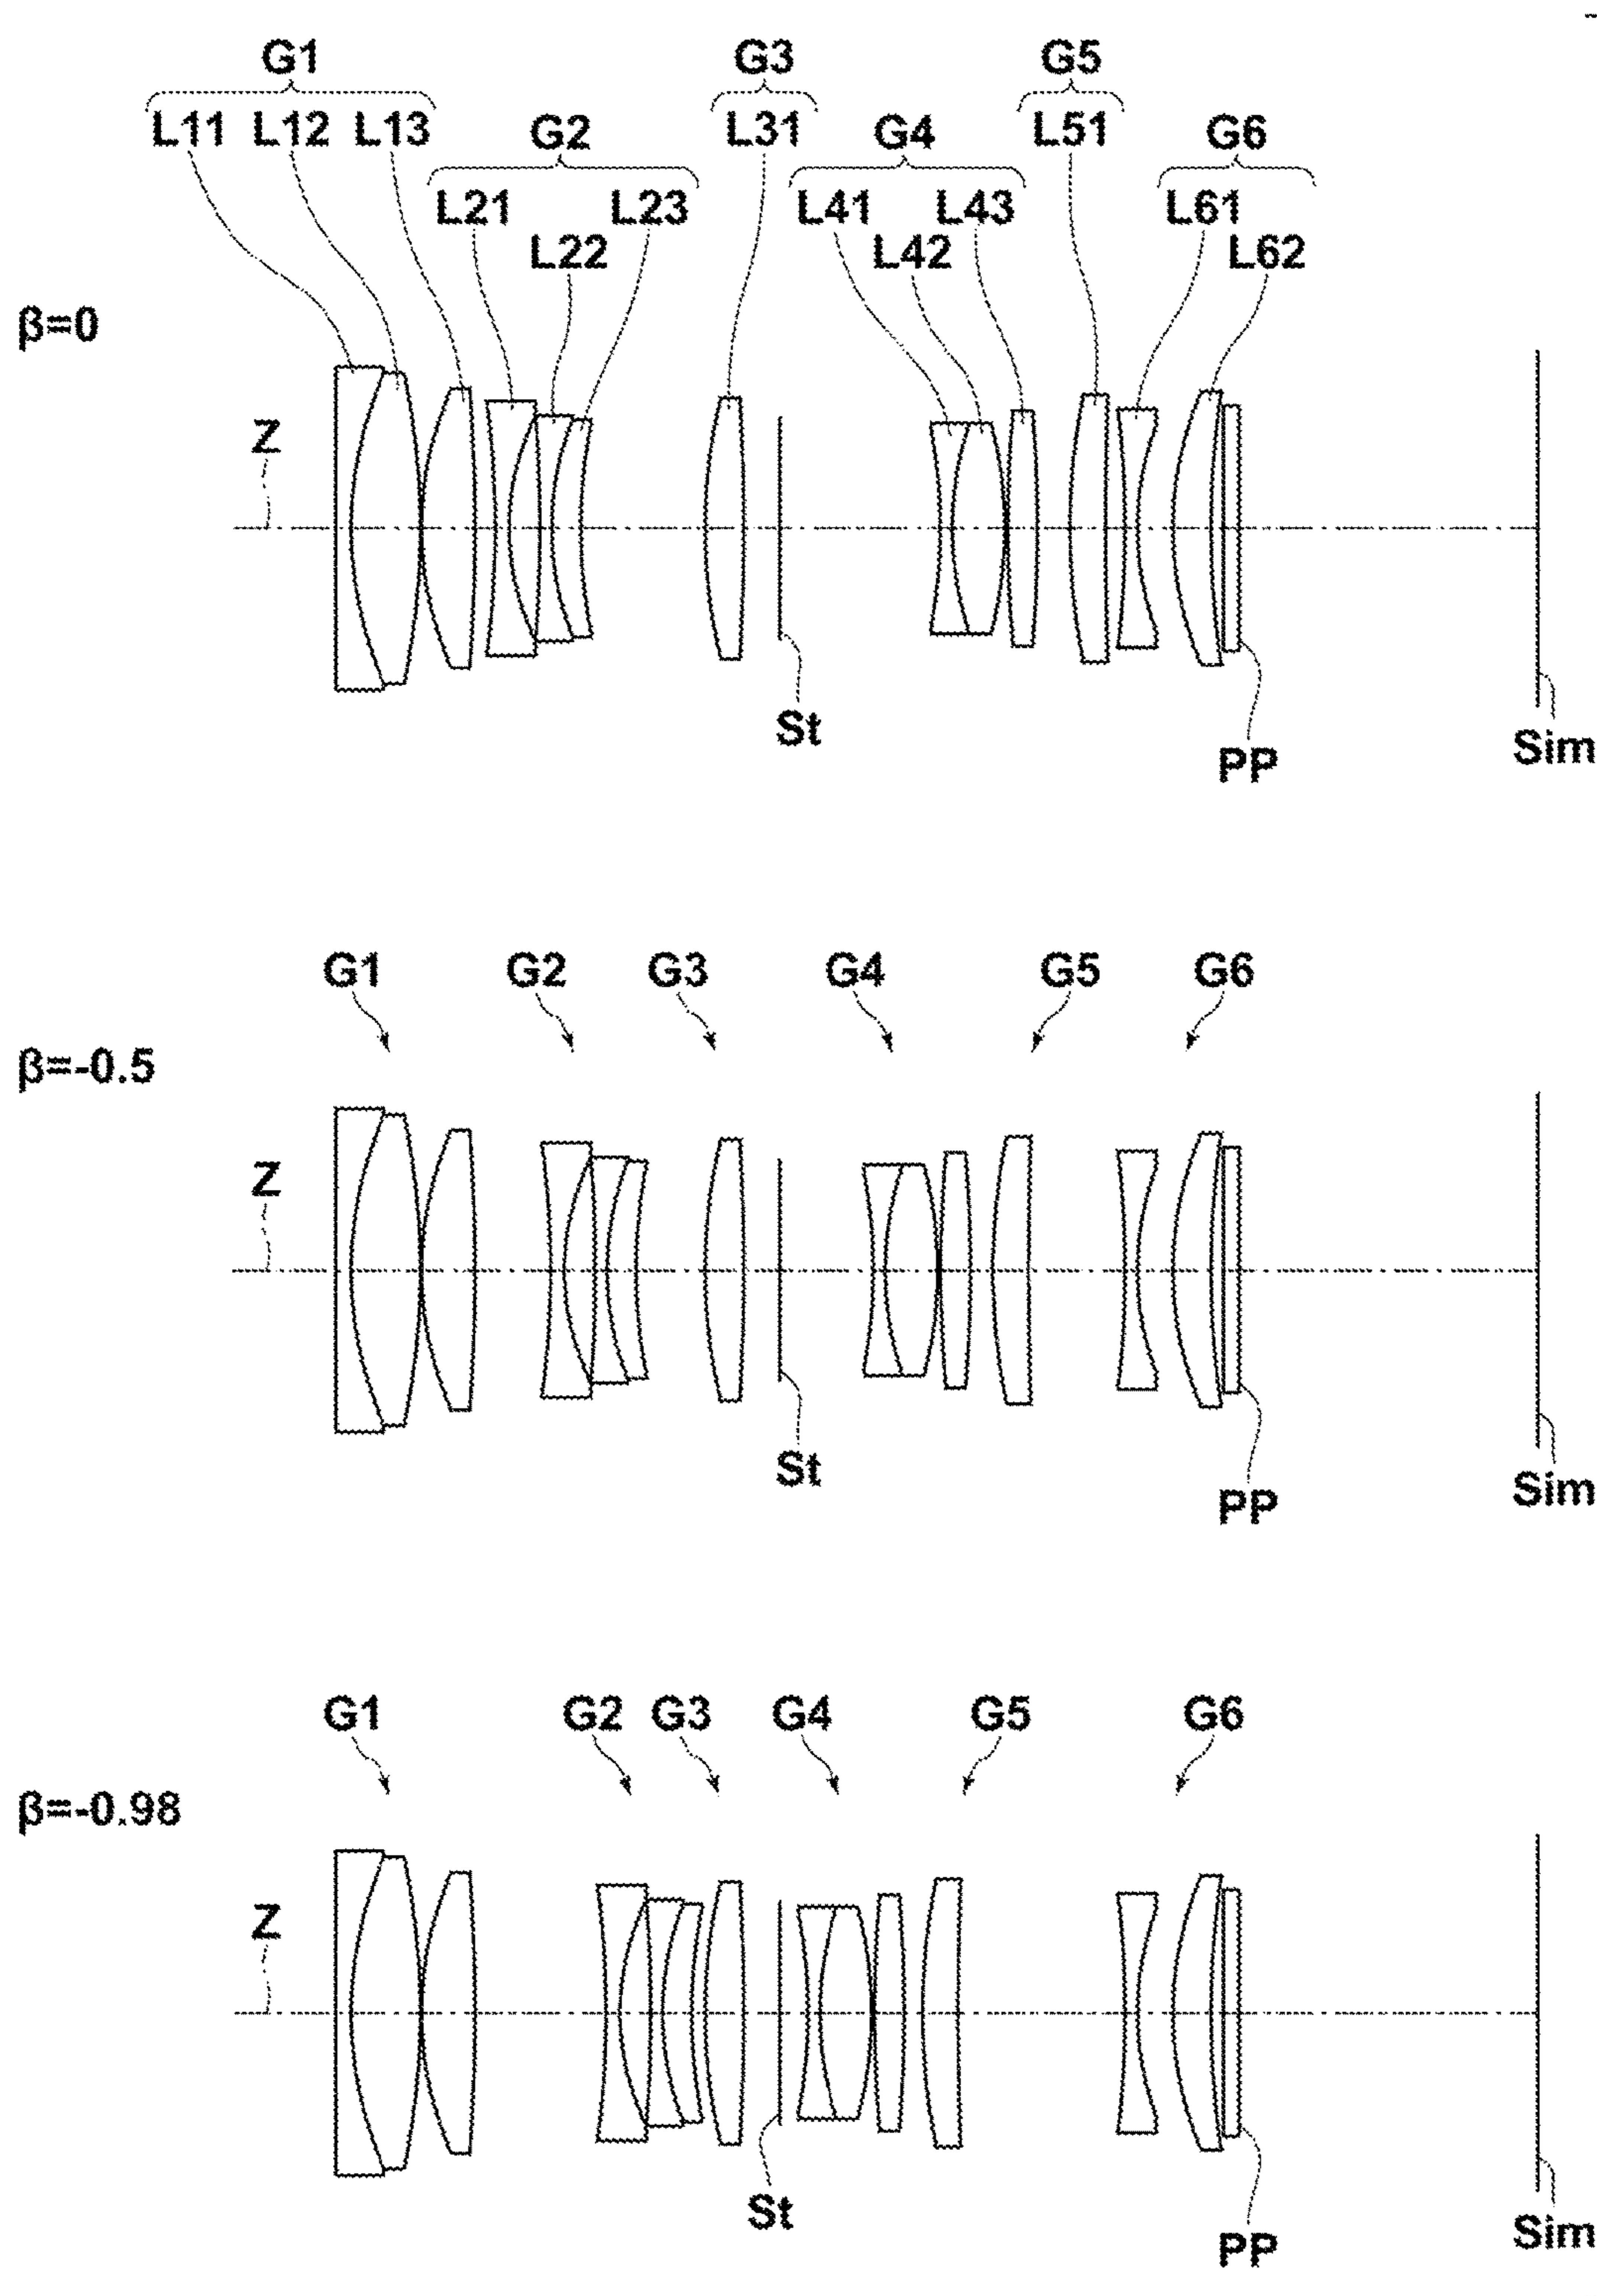 G1 G3 G5
L11 L12 L13 G2 L31 G4 L51 G6
L21 L23 L41 L43 L61
L22 L42 L62
β=0
Z
St
PP
Sim
G1 G2 G3 G4 G5 G6
β=-0.5
Z
St
PP
Sim
G1 G2 G3 G4 G5 G6
β=-0.98
Z
St
PP
Sim